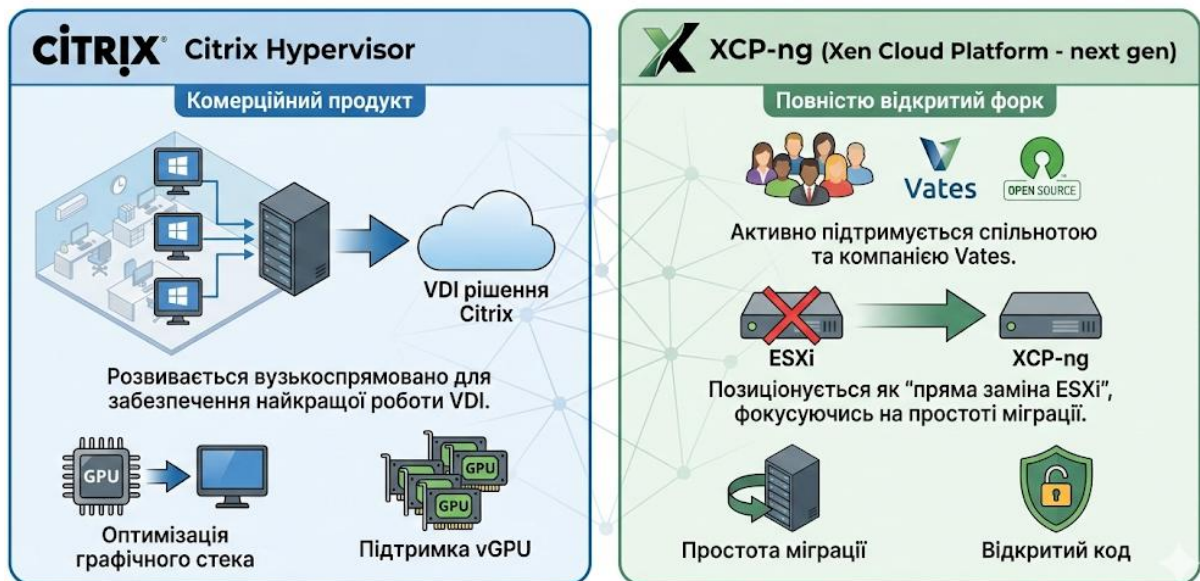 CİTRIX® Citrix Hypervisor
Комерційний продукт
VDI рішення
Citrix
Розвивається вузькоспрямовано для
забезпечення найкращої роботи VDI.
GPU
Оптимізація
графічного стека
GPU
GPU
GPU
Підтримка vGPU
X XCP-ng (Xen Cloud Platform - next gen)
Повністю відкритий форк
Vates
OPEN SOURCE
Активно підтримується спільнотою
та компанією Vates.
ESXi
XCP-ng
Позиціонується як “пряма заміна ESXi”,
фокусуючись на простоті міграції.
Простота міграції
Відкритий код